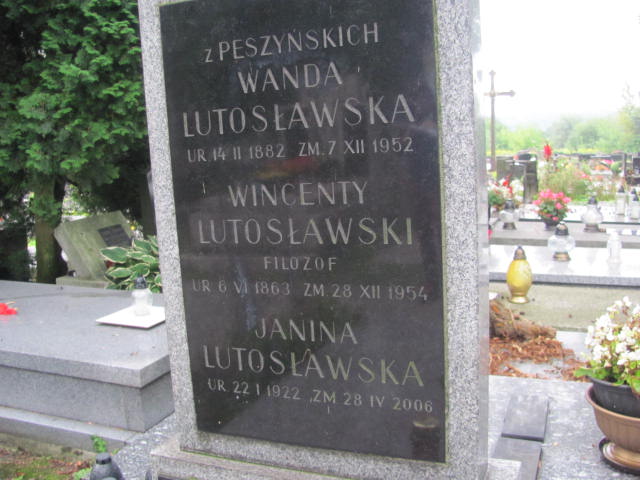 z PESZYŃSKICH
WANDA
LUTOSŁAWSKA
UR 14 II 1882 ZM. 7 XII 1952
WINCENTY
LUTOSŁAWSKI
FILOZOF
UR 6 VI 1863 ZM. 28 XII 1954
JANINA
LUTOSŁAWSKA
UR 22 I 1922 ZM 28 IV 2006